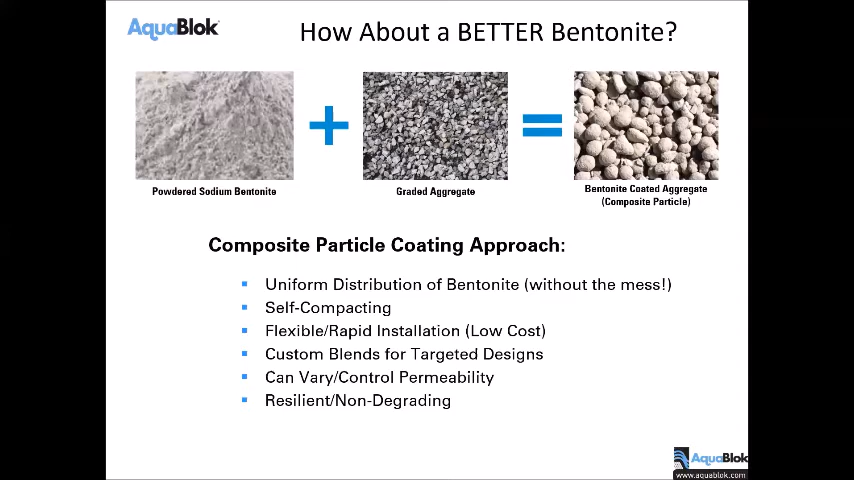 AquaBlok
How About a BETTER Bentonite?
Powdered Sodium Bentonite
Graded Aggregate
Bentonite Coated Aggregate
(Composite Particle)
Composite Particle Coating Approach:
Uniform Distribution of Bentonite (without the mess!)
Self-Compacting
Flexible/Rapid Installation (Low Cost)
Custom Blends for Targeted Designs
Can Vary/Control Permeability
Resilient/Non-Degrading
AquaBlok
www.aquablok.com